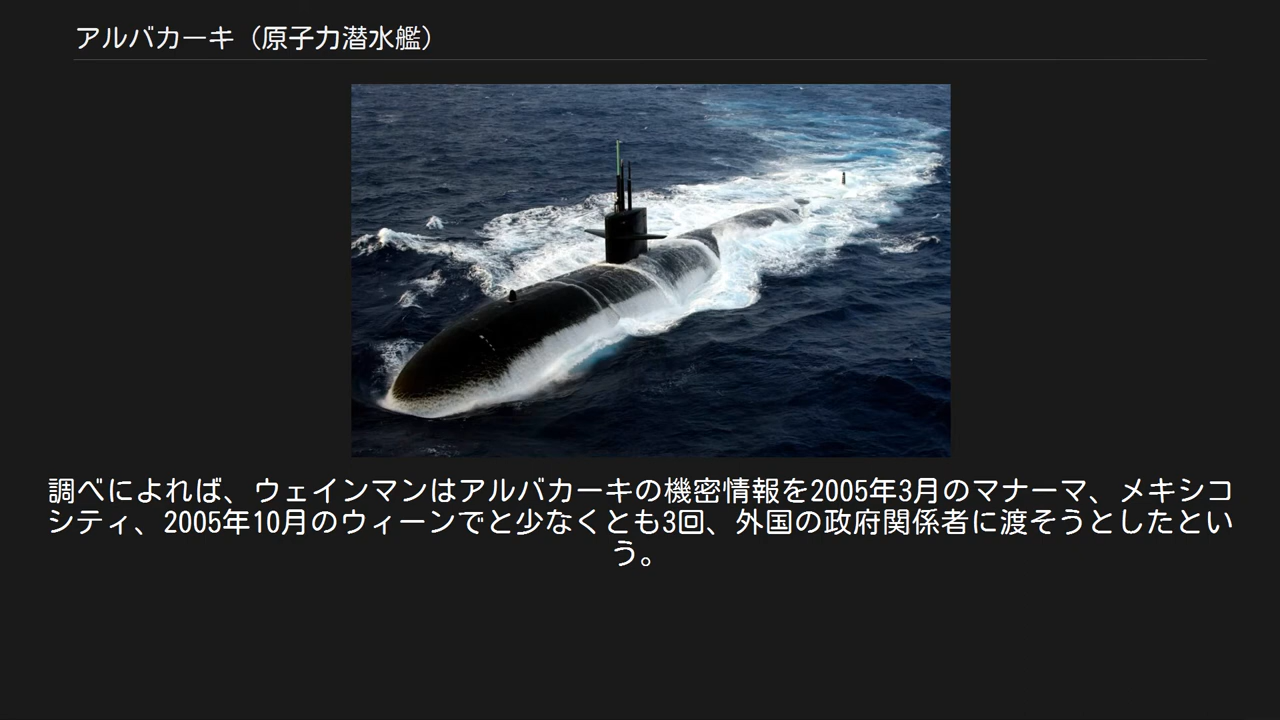 アルバカーキ（原子力潜水艦）
調べによれば、ウェインマンはアルバカーキの機密情報を2005年3月のマナーマ、メキシコ
シティ、2005年10月のウィーンでと少なくとも3回、外国の政府関係者に渡そうとしたとい
う。